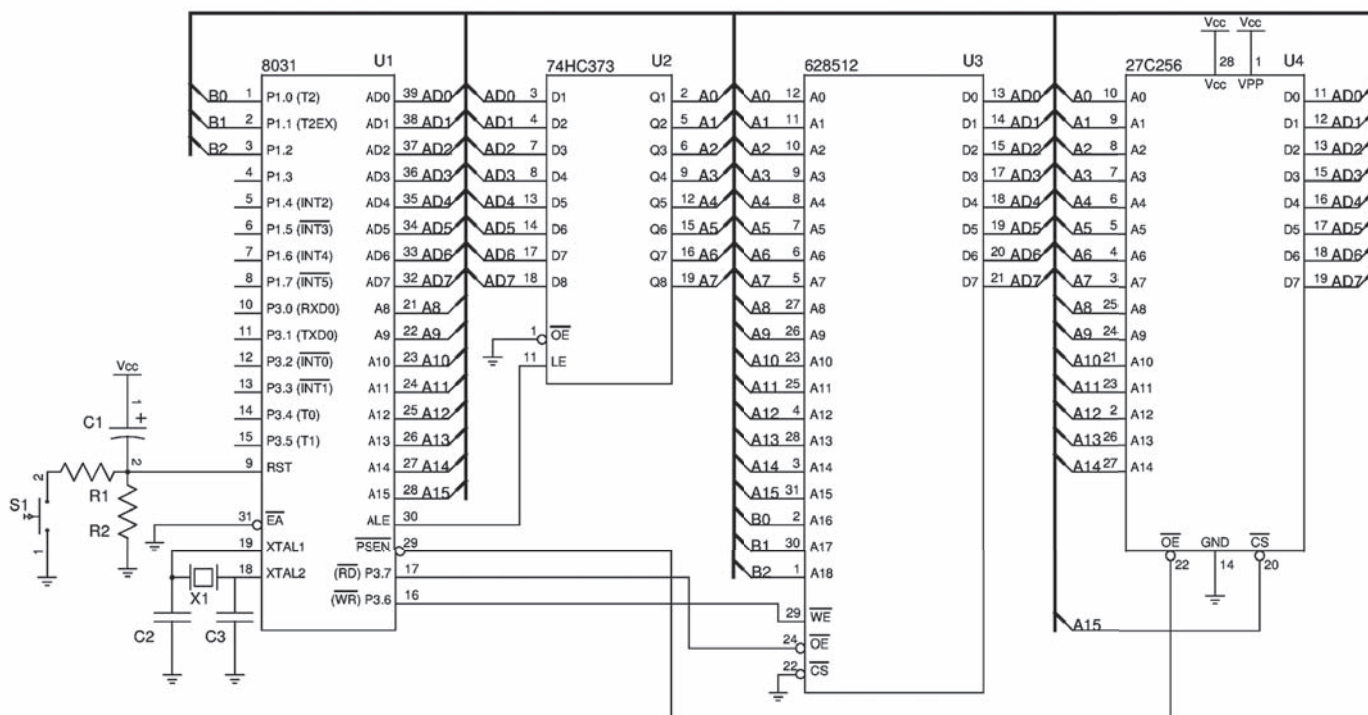 8031 U1
B0 1 P1.0 (T2) AD0 39 AD0
B1 2 P1.1 (T2EX) AD1 38 AD1
B2 3 P1.2 AD2 37 AD2
4 P1.3 AD3 36 AD3
5 P1.4 (INT2) AD4 35 AD4
6 P1.5 (INT3) AD5 34 AD5
7 P1.6 (INT4) AD6 33 AD6
8 P1.7 (INT5) AD7 32 AD7
10 P3.0 (RXD0) A8 21 A8
11 P3.1 (TXD0) A9 22 A9
12 P3.2 (INT0) A10 23 A10
13 P3.3 (INT1) A11 24 A11
14 P3.4 (T0) A12 25 A12
15 P3.5 (T1) A13 26 A13
9 RST A14 27 A14
A15 28 A15
31 EA ALE 30
19 XTAL1 PSEN 29
18 XTAL2 (RD) P3.7 17
(WR) P3.6 16
Vcc
1
C1 +
2
2 R1
S1 R2
1
X1
C2 C3
74HC373 U2
AD0 3 D1 Q1 2 A0
AD1 4 D2 Q2 5 A1
AD2 7 D3 Q3 6 A2
AD3 8 D4 Q4 9 A3
AD4 13 D5 Q5 12 A4
AD5 14 D6 Q6 15 A5
AD6 17 D7 Q7 16 A6
AD7 18 D8 Q8 19 A7
1 OE
11 LE
628512 U3
A0 12 A0 D0 13 AD0
A1 11 A1 D1 14 AD1
A2 10 A2 D2 15 AD2
A3 9 A3 D3 17 AD3
A4 8 A4 D4 18 AD4
A5 7 A5 D5 19 AD5
A6 6 A6 D6 20 AD6
A7 5 A7 D7 21 AD7
A8 27 A8
A9 26 A9
A10 23 A10
A11 25 A11
A12 4 A12
A13 28 A13
A14 3 A14
A15 31 A15
B0 2 A16
B1 30 A17
B2 1 A18
29 WE
24 OE
22 CS
Vcc Vcc
27C256 28 1 U4
Vcc VPP
A0 10 A0 D0 11 AD0
A1 9 A1 D1 12 AD1
A2 8 A2 D2 13 AD2
A3 7 A3 D3 15 AD3
A4 6 A4 D4 16 AD4
A5 5 A5 D5 17 AD5
A6 4 A6 D6 18 AD6
A7 3 A7 D7 19 AD7
A8 25 A8
A9 24 A9
A10 21 A10
A11 23 A11
A12 2 A12
A13 26 A13
A14 27 A14
OE GND CS
22 14 20
A15